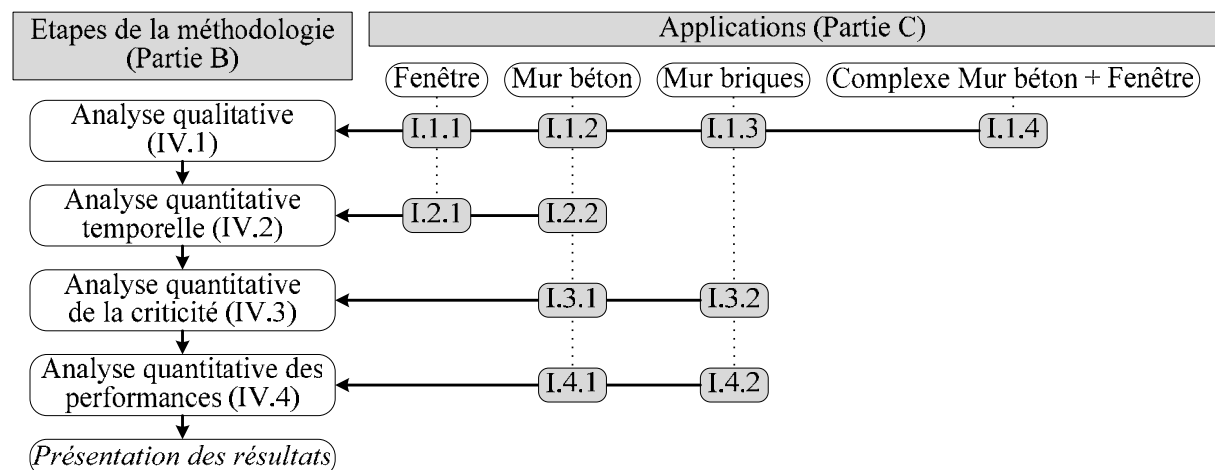 Etapes de la méthodologie
(Partie B)
Applications (Partie C)
Fenêtre
Mur béton
Mur briques
Complexe Mur béton + Fenêtre
Analyse qualitative
(IV.1)
I.1.1
I.1.2
I.1.3
I.1.4
Analyse quantitative
temporelle (IV.2)
I.2.1
I.2.2
Analyse quantitative
de la criticité (IV.3)
I.3.1
I.3.2
Analyse quantitative des
performances (IV.4)
I.4.1
I.4.2
Présentation des résultats